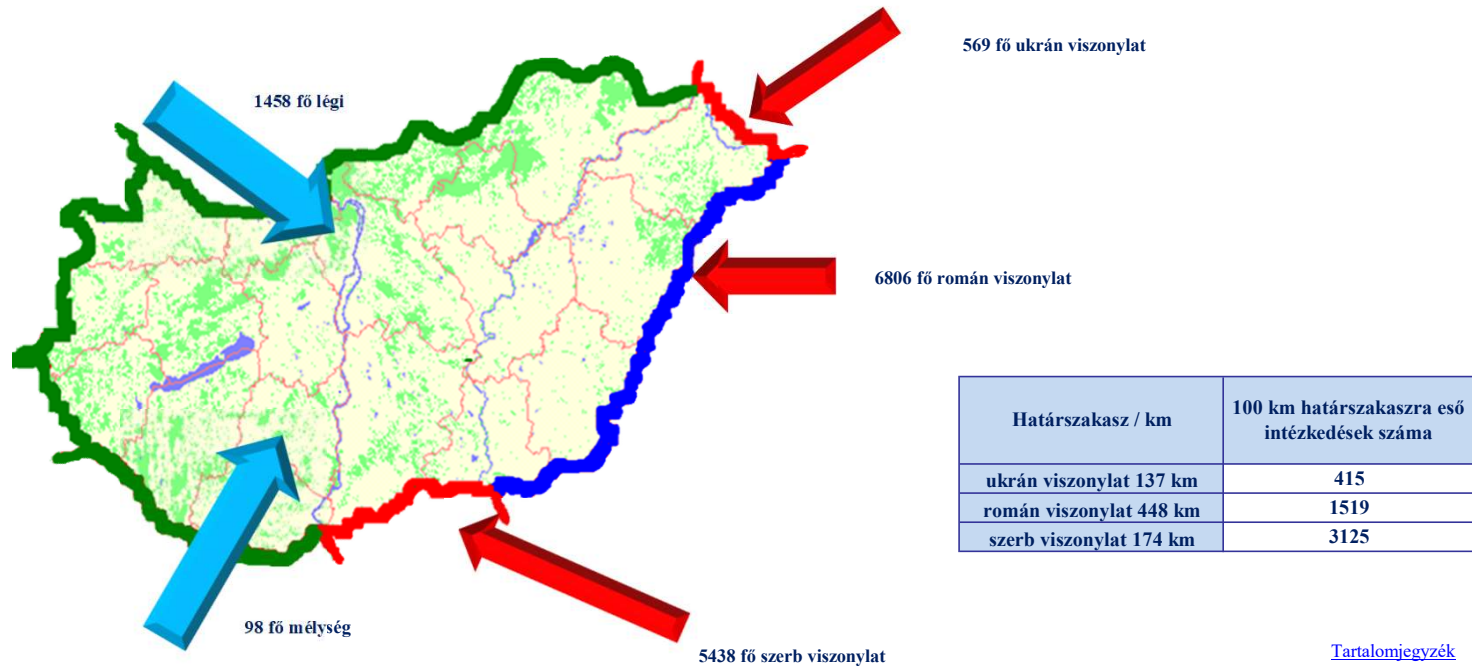 569 fő ukrán viszonylat
1458 fő légi
6806 fő román viszonylat
Határszakasz / km
100 km határszakaszra eső
intézkedések száma
ukrán viszonylat 137 km
415
román viszonylat 448 km
1519
szerb viszonylat 174 km
3125
98 fő mélység
5438 fő szerb viszonylat
Tartalomjegyzék